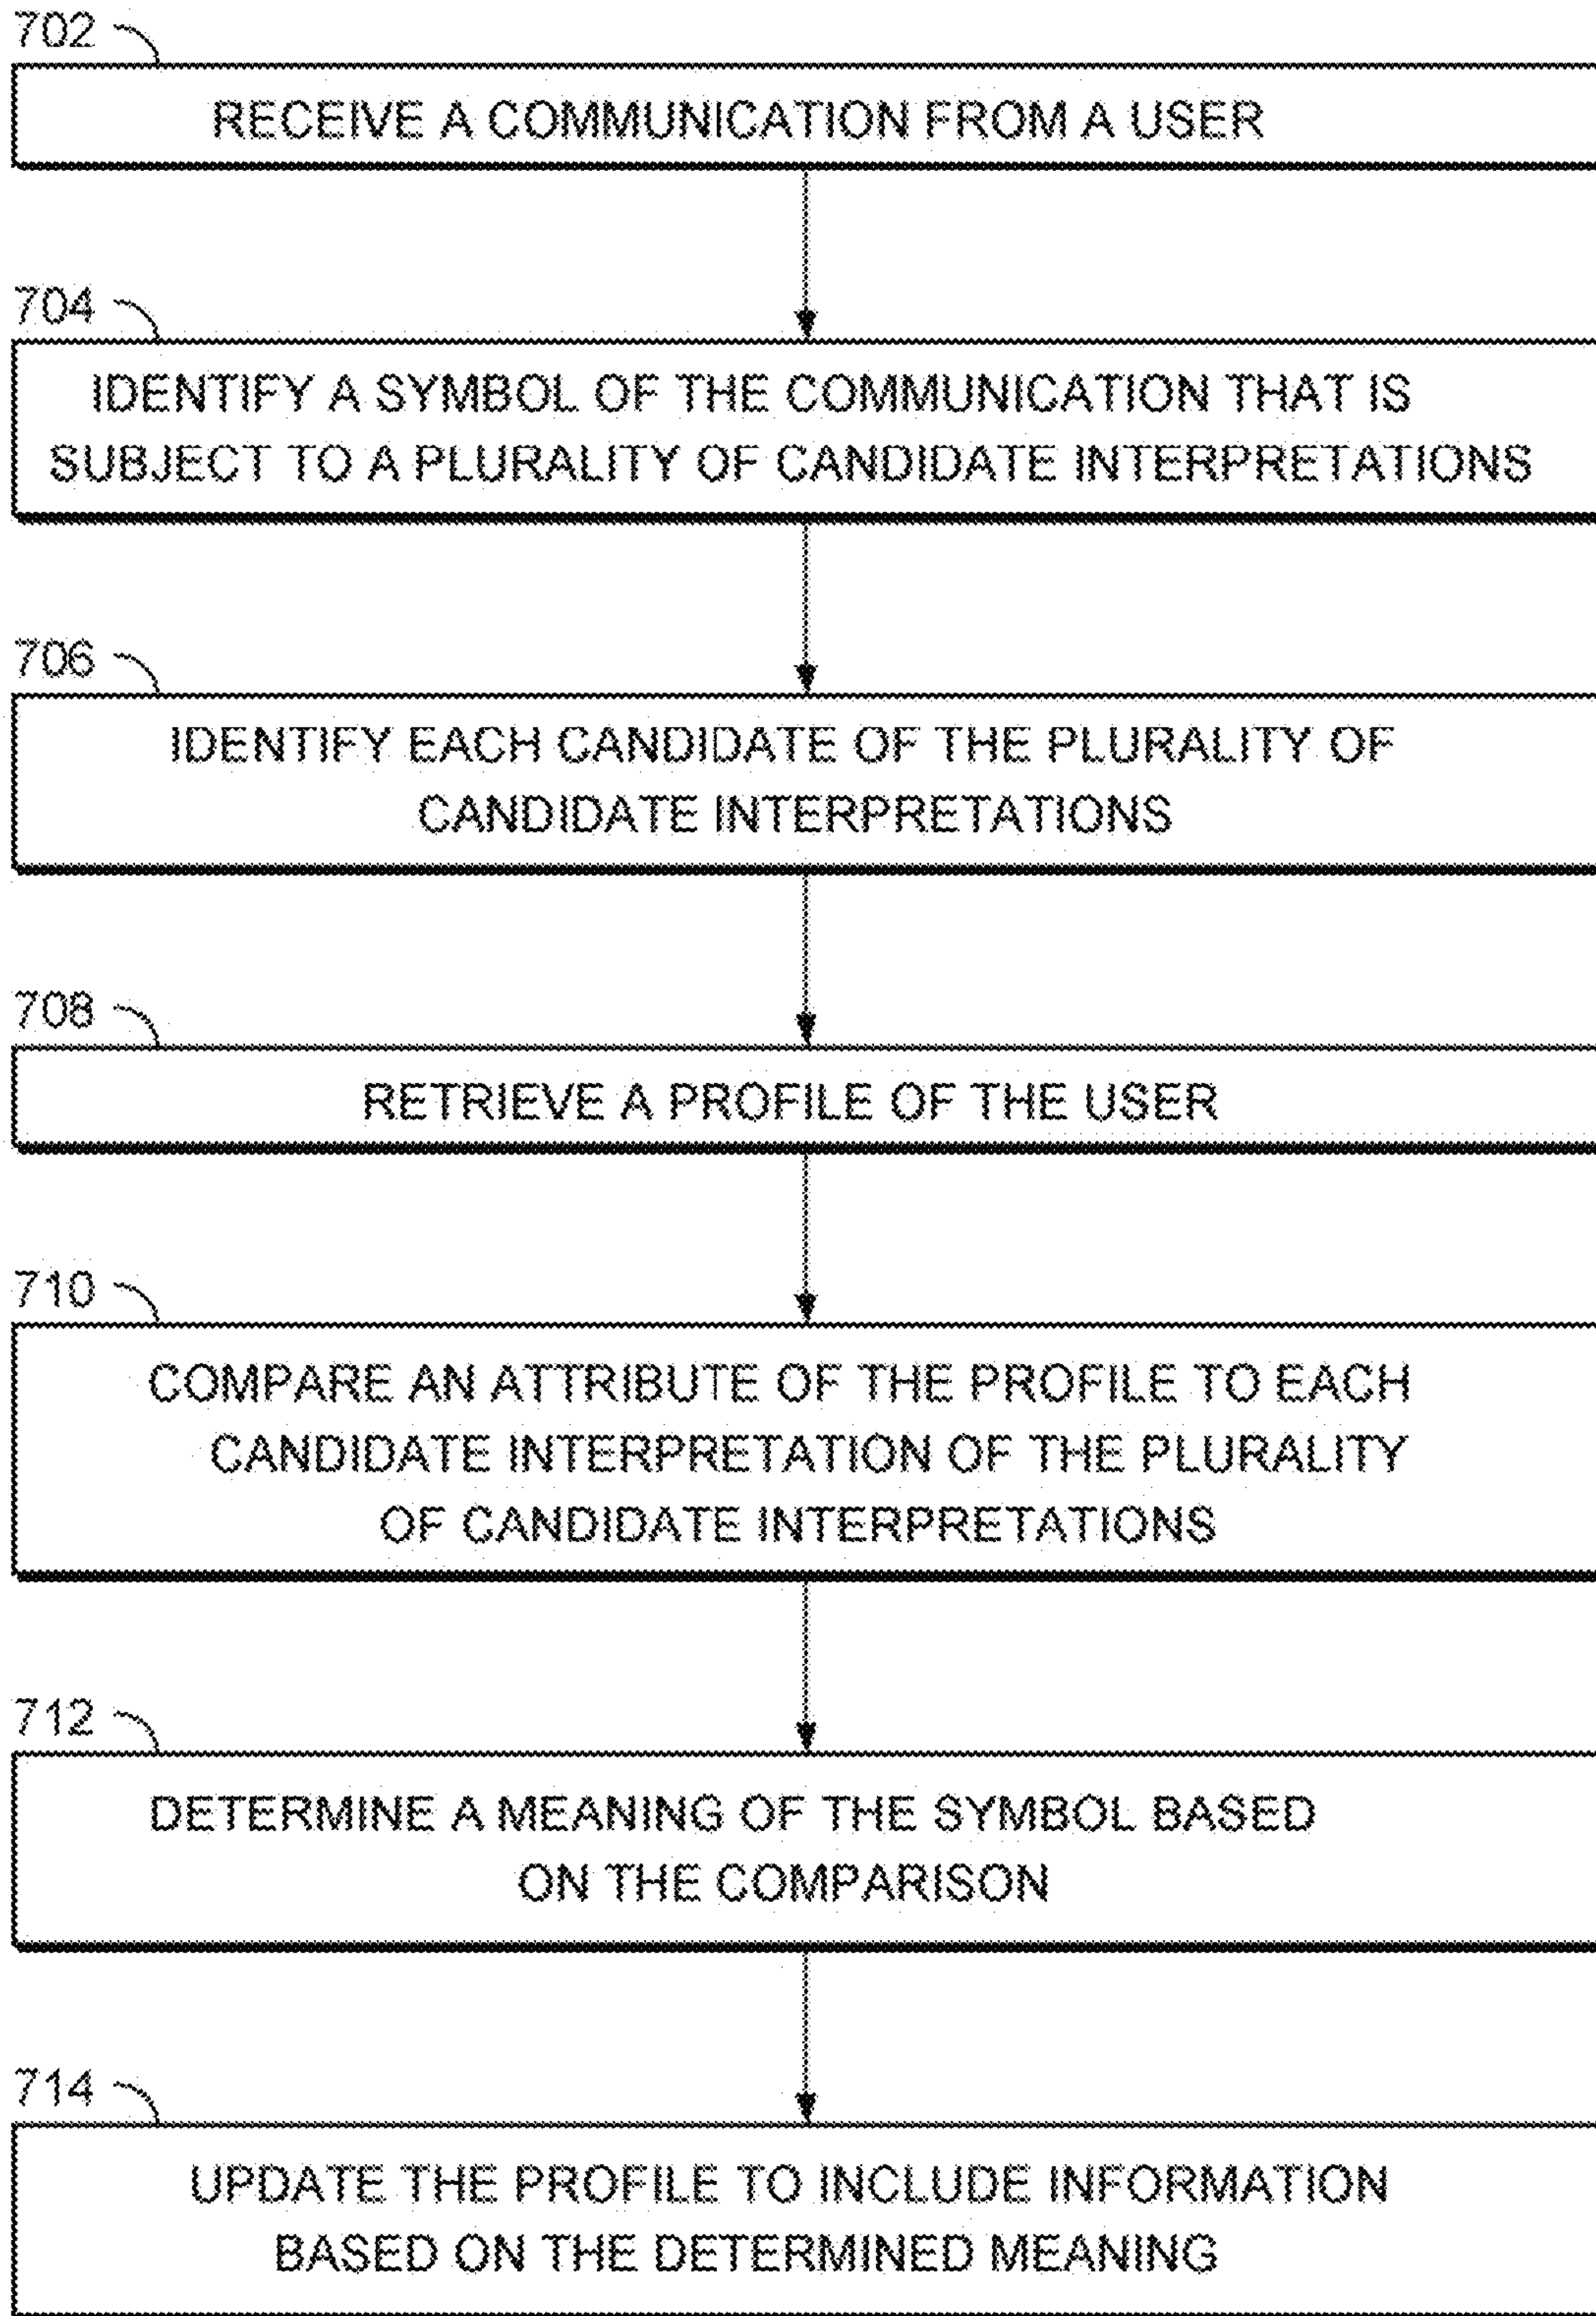 702
RECEIVE A COMMUNICATION FROM A USER
704
IDENTIFY A SYMBOL OF THE COMMUNICATION THAT IS
SUBJECT TO A PLURALITY OF CANDIDATE INTERPRETATIONS
706
IDENTIFY EACH CANDIDATE OF THE PLURALITY OF
CANDIDATE INTERPRETATIONS
708
RETRIEVE A PROFILE OF THE USER
710
COMPARE AN ATTRIBUTE OF THE PROFILE TO EACH
CANDIDATE INTERPRETATION OF THE PLURALITY
OF CANDIDATE INTERPRETATIONS
712
DETERMINE A MEANING OF THE SYMBOL BASED
ON THE COMPARISON
714
UPDATE THE PROFILE TO INCLUDE INFORMATION
BASED ON THE DETERMINED MEANING